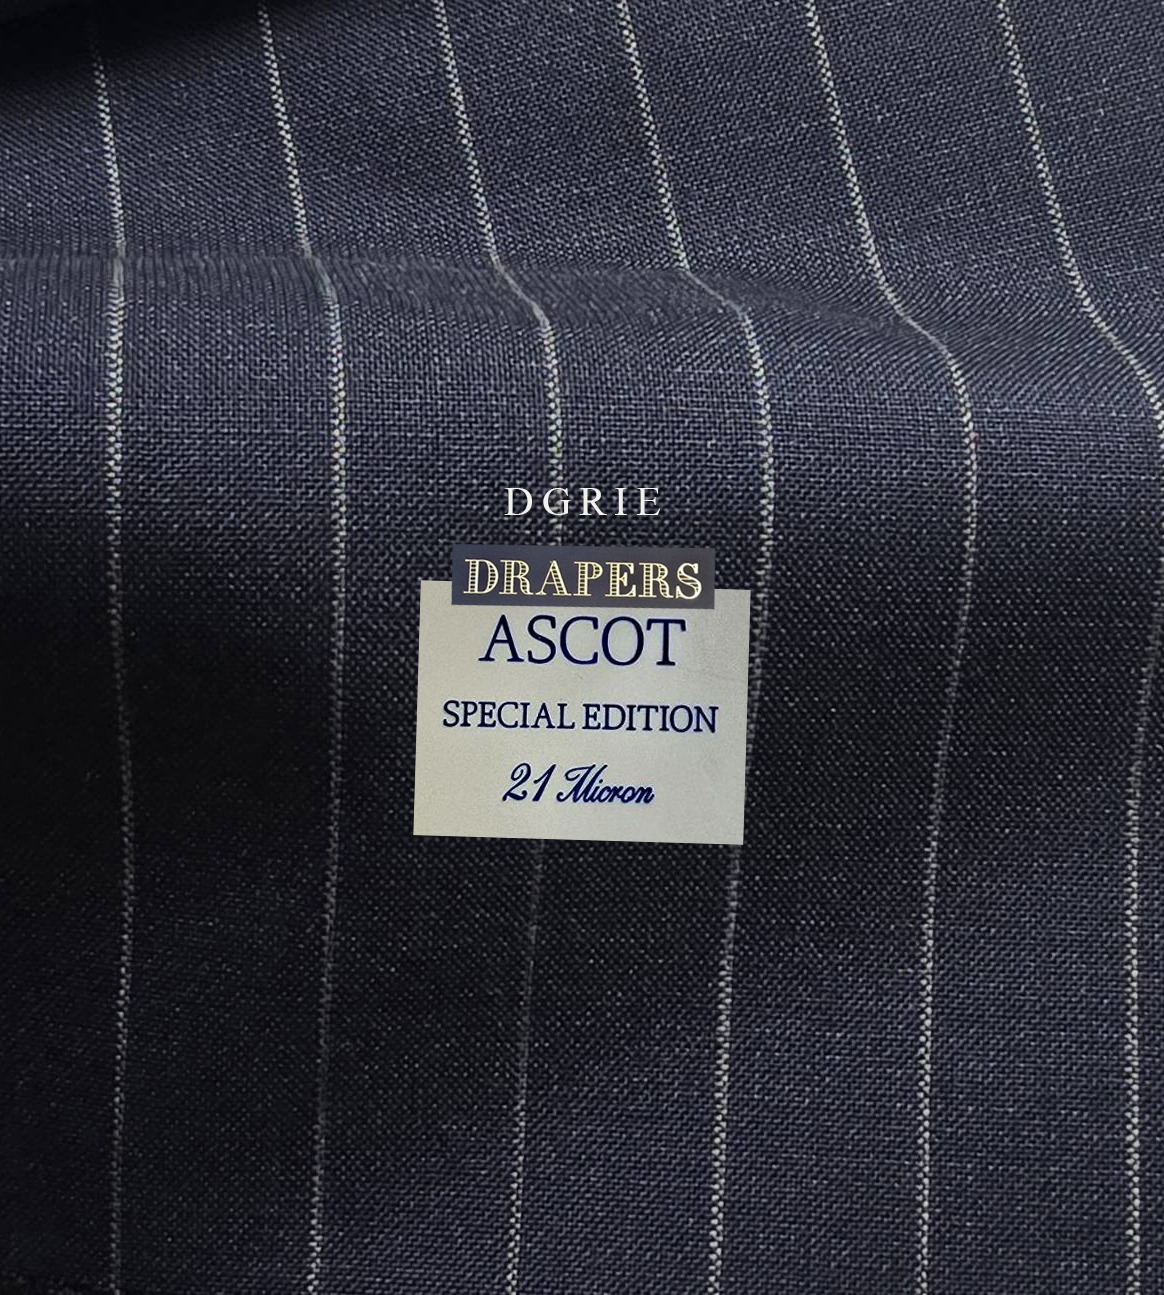 DGRIE
DRAPERS
ASCOT
SPECIAL EDITION
21 Micron